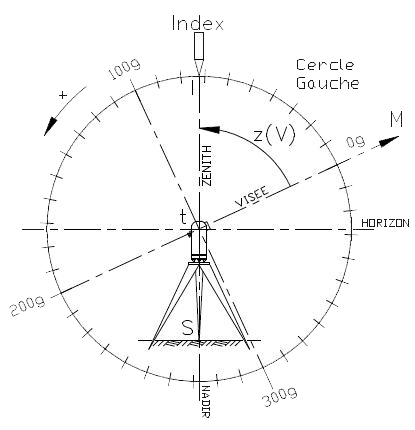 Index
Cercle
Gauche
100g
+
I
z(V)
0g
M
ZENITH
VISEE
t
HORIZON
200g
S
NADIR
300g